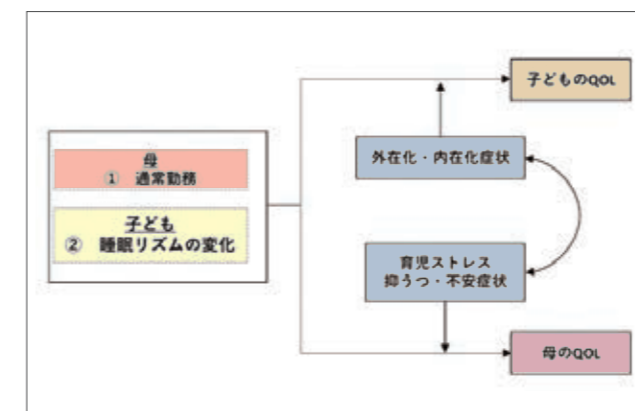 母
① 通常勤務
子ども
② 睡眠リズムの変化
子どものQOL
外在化・内在化症状
育児ストレス
抑うつ・不安症状
母のQOL